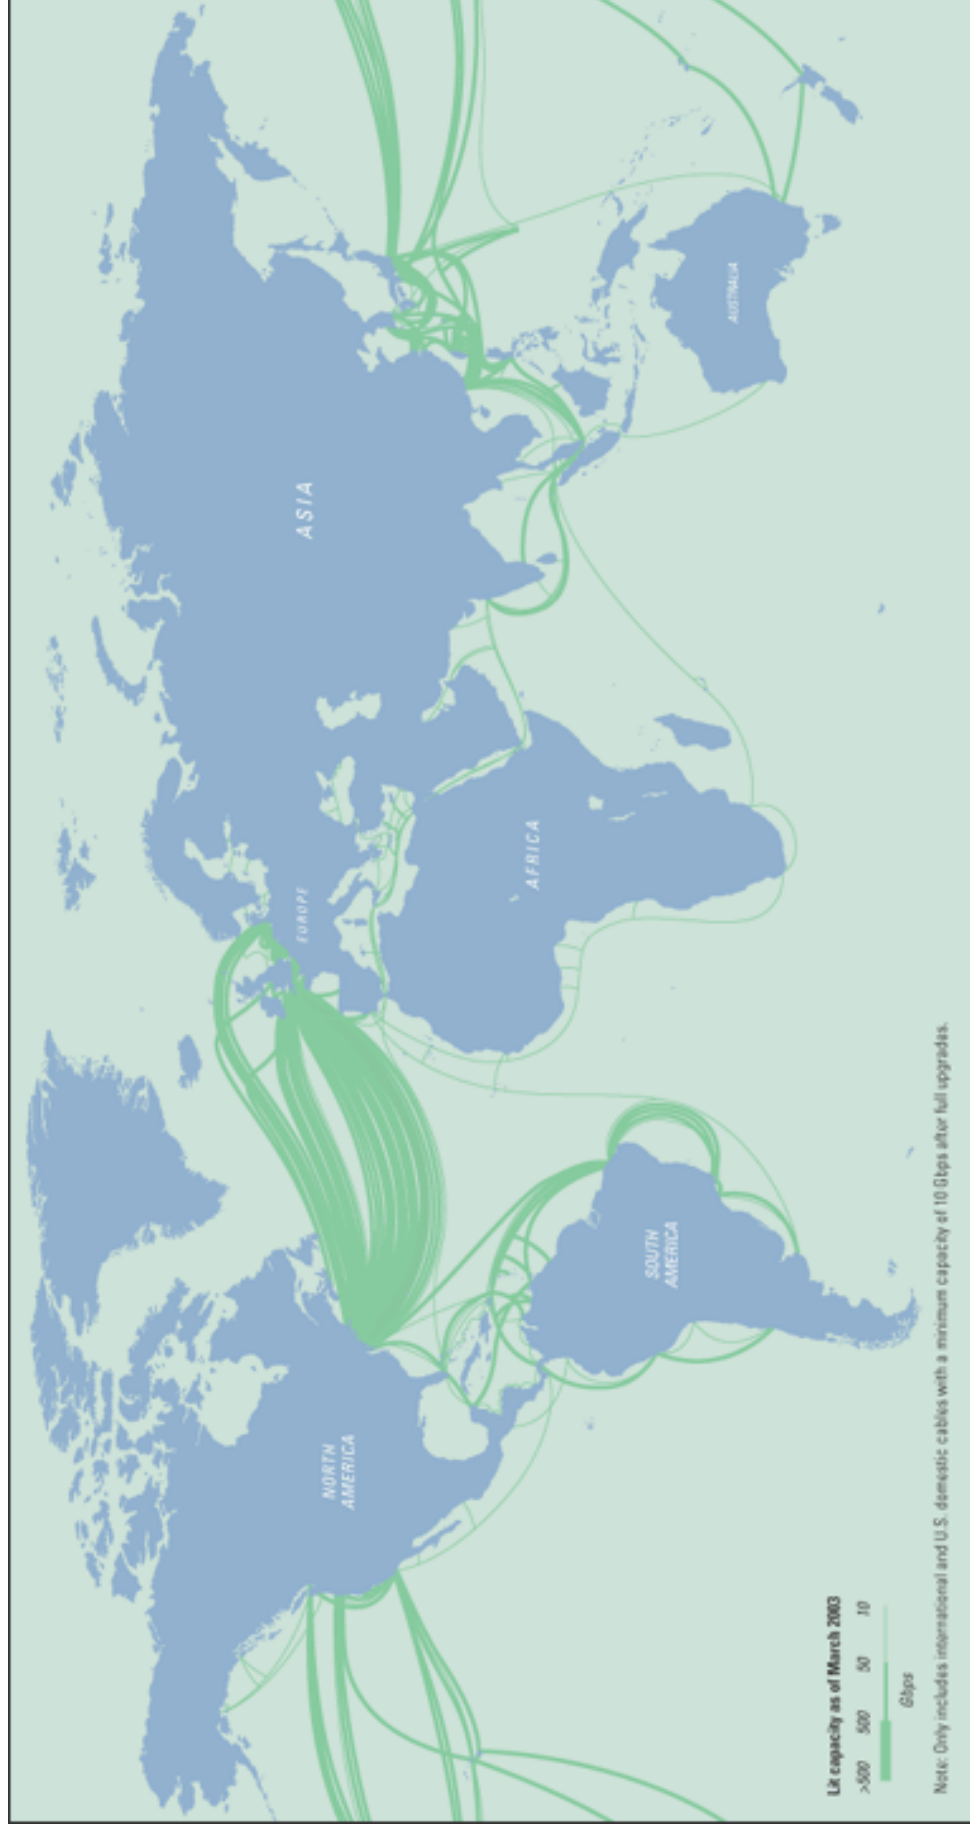 ASIA
EUROPE
AFRICA
AUSTRALIA
NORTH
AMERICA
SOUTH
AMERICA
Lit capacity as of March 2003
>500 500 50 10
Gbps
Note: Only includes international and U.S. domestic cables with a minimum capacity of 10 Gbps after full upgrades.